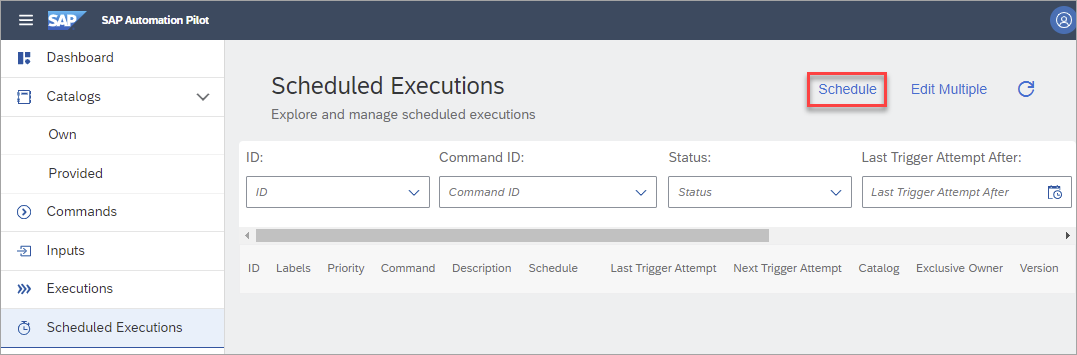 SAP SAP Automation Pilot
Dashboard
Catalogs
Own
Provided
Commands
Inputs
Executions
Scheduled Executions
Scheduled Executions
Explore and manage scheduled executions
Schedule Edit Multiple
ID: Command ID: Status: Last Trigger Attempt After:
ID Command ID Status Last Trigger Attempt After
ID Labels Priority Command Description Schedule Last Trigger Attempt Next Trigger Attempt Catalog Exclusive Owner Version